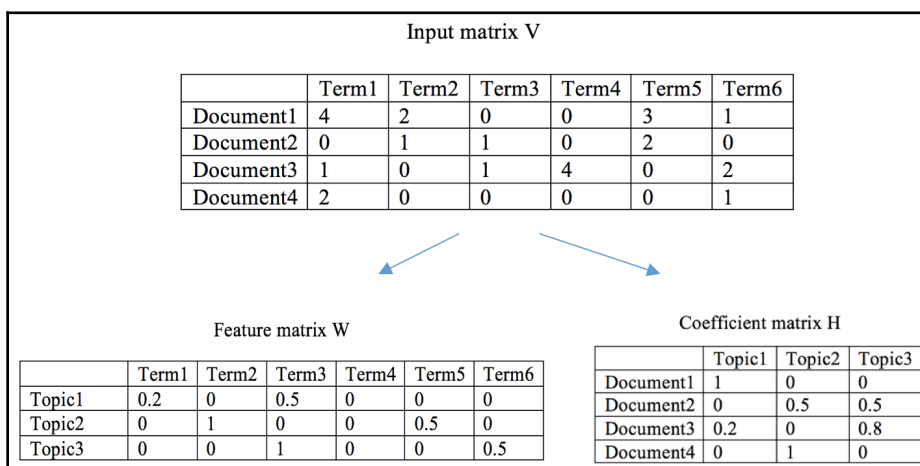 Input matrix V
Term1 Term2 Term3 Term4 Term5 Term6
Document1 4 2 0 0 3 1
Document2 0 1 1 0 2 0
Document3 1 0 1 4 0 2
Document4 2 0 0 0 0 1
Feature matrix W
Term1 Term2 Term3 Term4 Term5 Term6
Topic1 0.2 0 0.5 0 0 0
Topic2 0 1 0 0 0.5 0
Topic3 0 0 1 0 0 0.5
Coefficient matrix H
Topic1 Topic2 Topic3
Document1 1 0 0
Document2 0 0.5 0.5
Document3 0.2 0 0.8
Document4 0 1 0